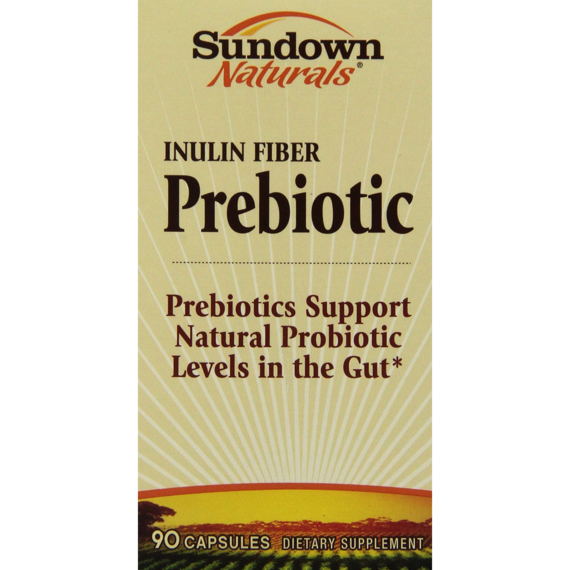 Sundown
Naturals®
INULIN FIBER
Prebiotic
Prebiotics Support
Natural Probiotic
Levels in the Gut*
90 CAPSULES DIETARY SUPPLEMENT